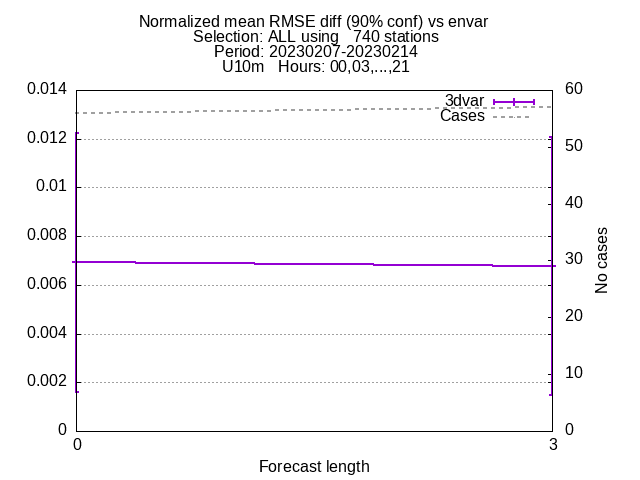 Normalized mean RMSE diff (90% conf) vs envar
Selection: ALL using   740 stations
Period: 20230207-20230214
U10m   Hours: 00,03,...,21
3dvar
Cases
0.014
0.012
0.01
0.008
0.006
0.004
0.002
0
60
50
40
30
20
10
0
No cases
0
3
Forecast length